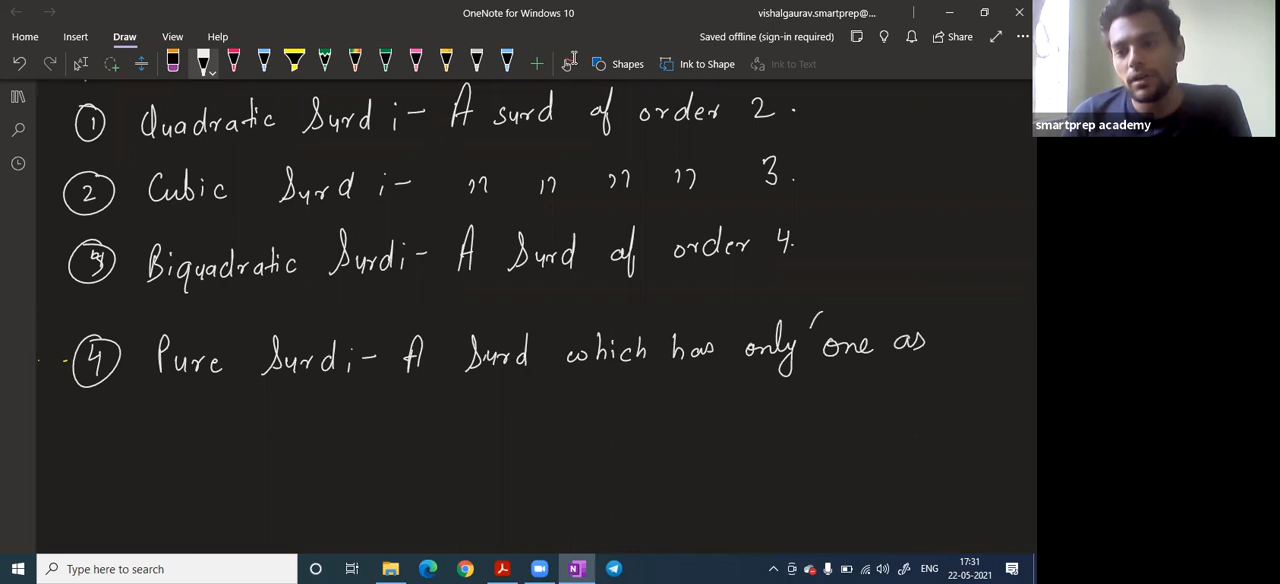 OneNote for Windows 10
vishalgaurav.smartprep@...
Home Insert Draw View Help
Saved offline (sign-in required)
Share
Shapes
Ink to Shape
Ink to Text
smartprep academy
1 Quadratic Surd :- A surd of order 2.
2 Cubic Surd :- " " " " 3.
3 Biquadratic Surd :- A Surd of order 4.
4 Pure Surd :- A Surd which has only 'one as
Type here to search
ENG
17:31
22-05-2021